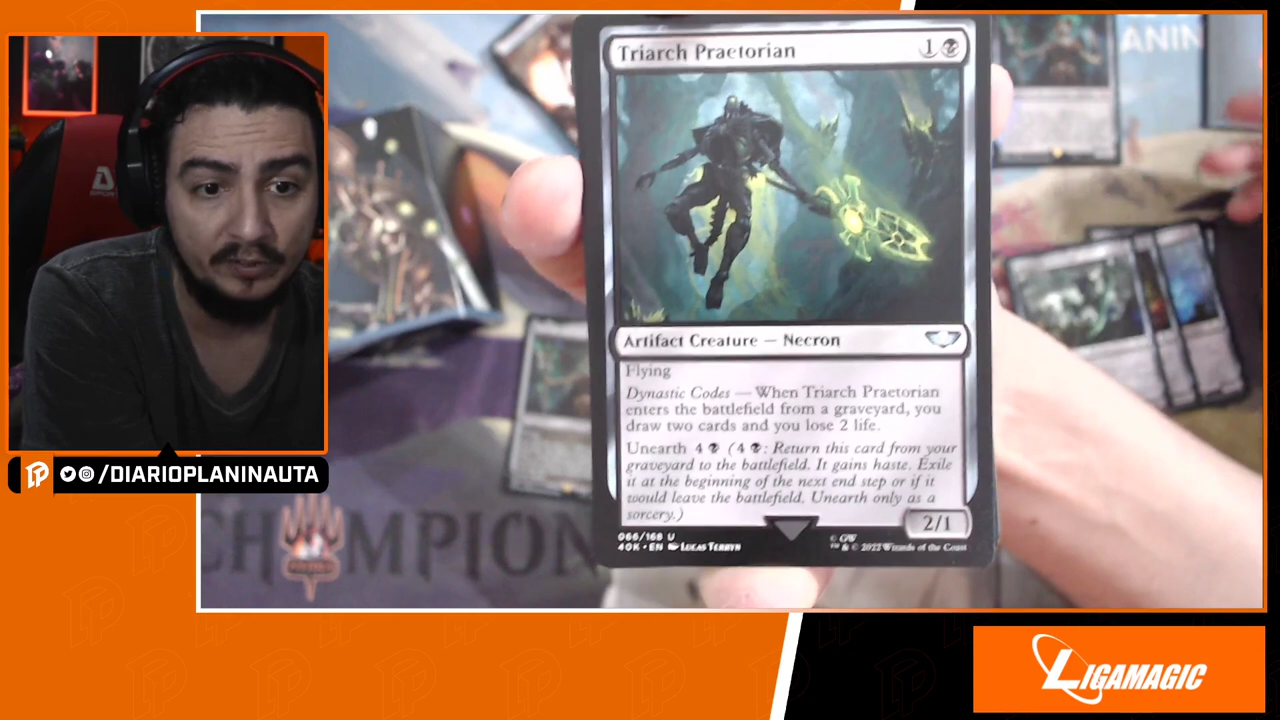 Triarch Praetorian 1
Artifact Creature — Necron
Flying
Dynastic Codes — When Triarch Praetorian
enters the battlefield from a graveyard, you
draw two cards and you lose 2 life.
Unearth 4 (4 : Return this card from your
graveyard to the battlefield. It gains haste. Exile
it at the beginning of the next end step or if it
would leave the battlefield. Unearth only as a
sorcery.)
2/1
066/168 U
40K • EN Lucas Terryn
© GW
™ & © 2022 Wizards of the Coast
/DIARIOPLANINAUTA
CHAMPION
ANIN
LIGAMAGIC